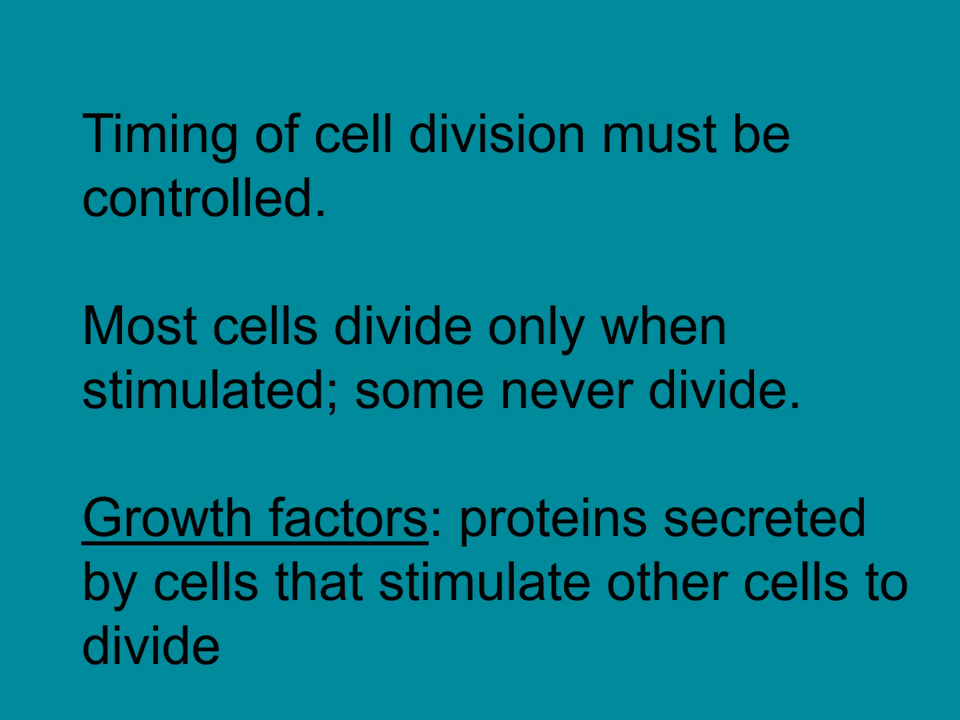 Timing of cell division must be
controlled.
Most cells divide only when
stimulated; some never divide.
Growth factors: proteins secreted
by cells that stimulate other cells to
divide